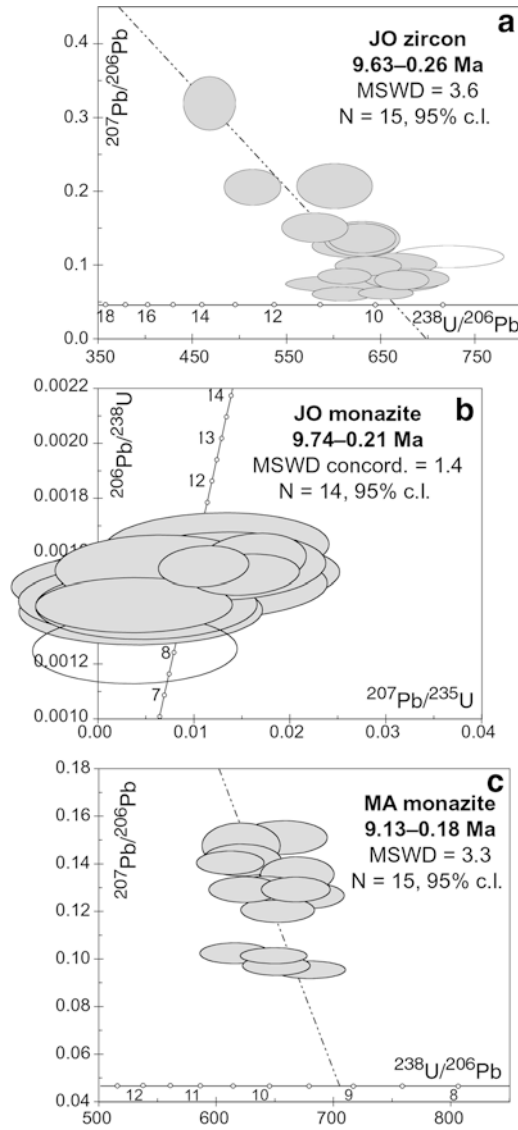 a
JO zircon
9.63–0.26 Ma
MSWD = 3.6
N = 15, 95% c.l.
207Pb/206Pb
0.4
0.3
0.2
0.1
0.0
18 16 14 12 10
238U/206Pb
350 450 550 650 750
b
JO monazite
9.74–0.21 Ma
MSWD concord. = 1.4
N = 14, 95% c.l.
206Pb/238U
0.0022
0.0020
0.0018
0.0012
0.0010
14
13
12
8
7
207Pb/235U
0.00 0.01 0.02 0.03 0.04
c
MA monazite
9.13–0.18 Ma
MSWD = 3.3
N = 15, 95% c.l.
207Pb/206Pb
0.18
0.16
0.14
0.12
0.10
0.08
0.06
0.04
238U/206Pb
12 11 10 9 8
500 600 700 800